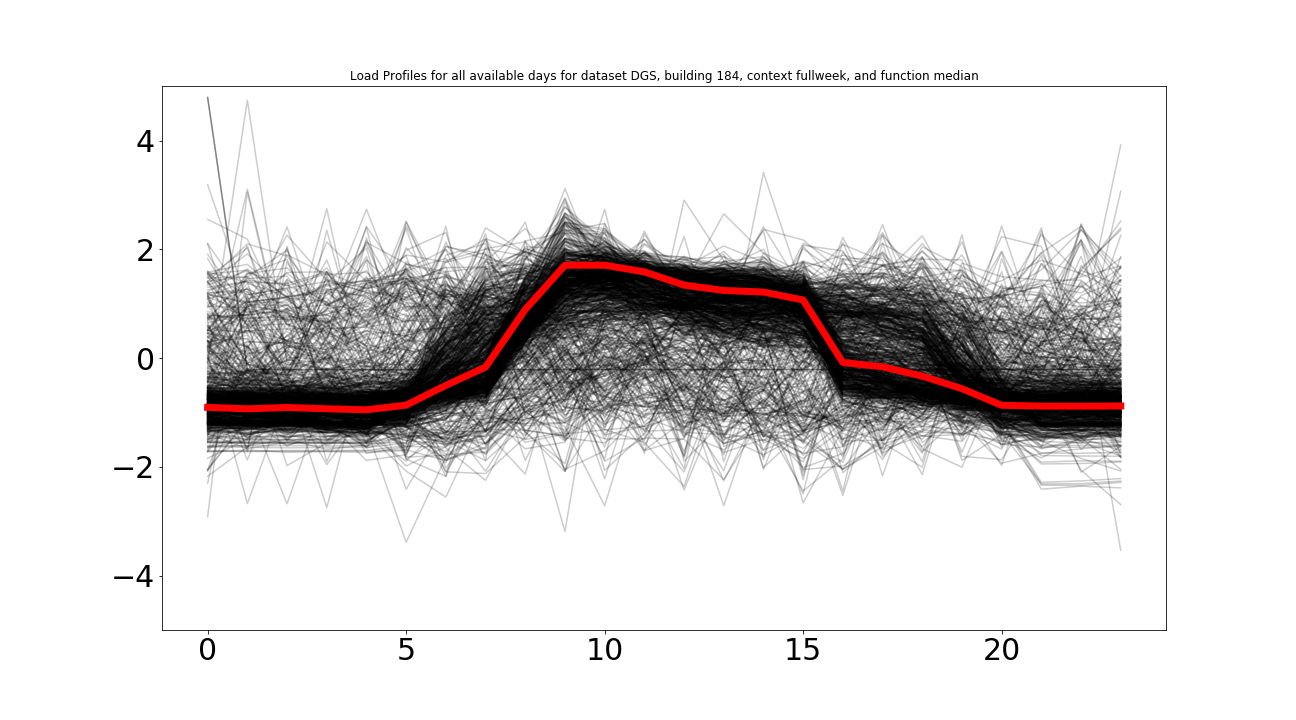 Load Profiles for all available days for dataset DGS, building 184, context fullweek, and function median
4
2
0
−2
−4
0 5 10 15 20